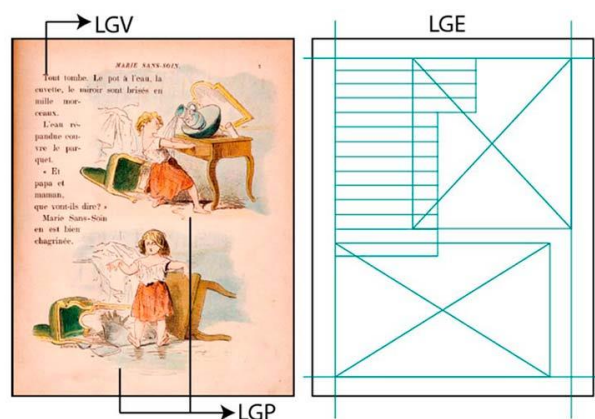 LGV
LGE
MARIE SANS-SOIN.
Tout tombe. Le pot à l'eau, la
cuvette, le miroir sont brisés en
mille mor-
ceaux.
L'eau ré-
pandue cou-
vre le par-
quet.
« Et
papa et
maman,
que vont-ils dire? »
Marie Sans-Soin
en est bien
chagrinée.
LGP